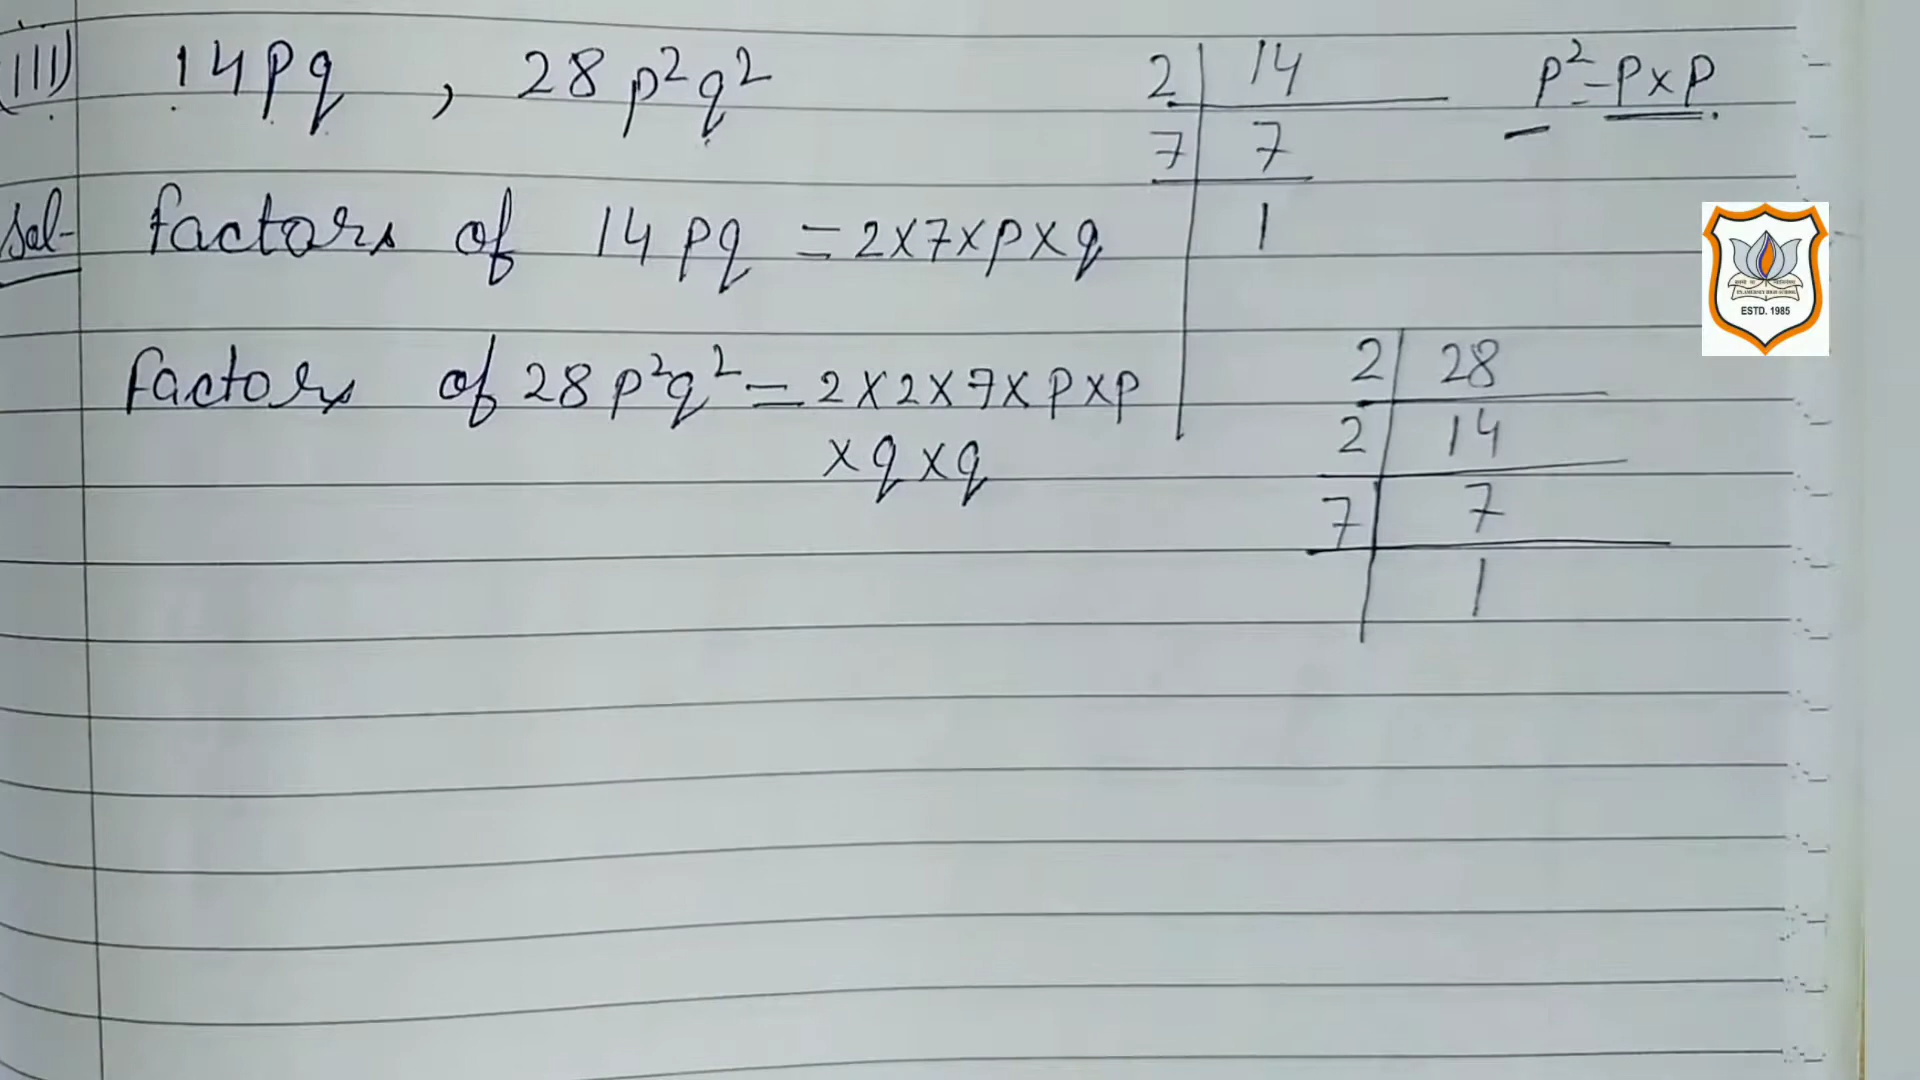 (III) 14pq , 28p²q²
Sol- factors of 14pq = 2×7×p×q
factors of 28p²q² = 2×2×7×p×p
×q×q
2 | 14
7 | 7
1
p² = p×p
2 | 28
2 | 14
7 | 7
1
ESTD. 1985